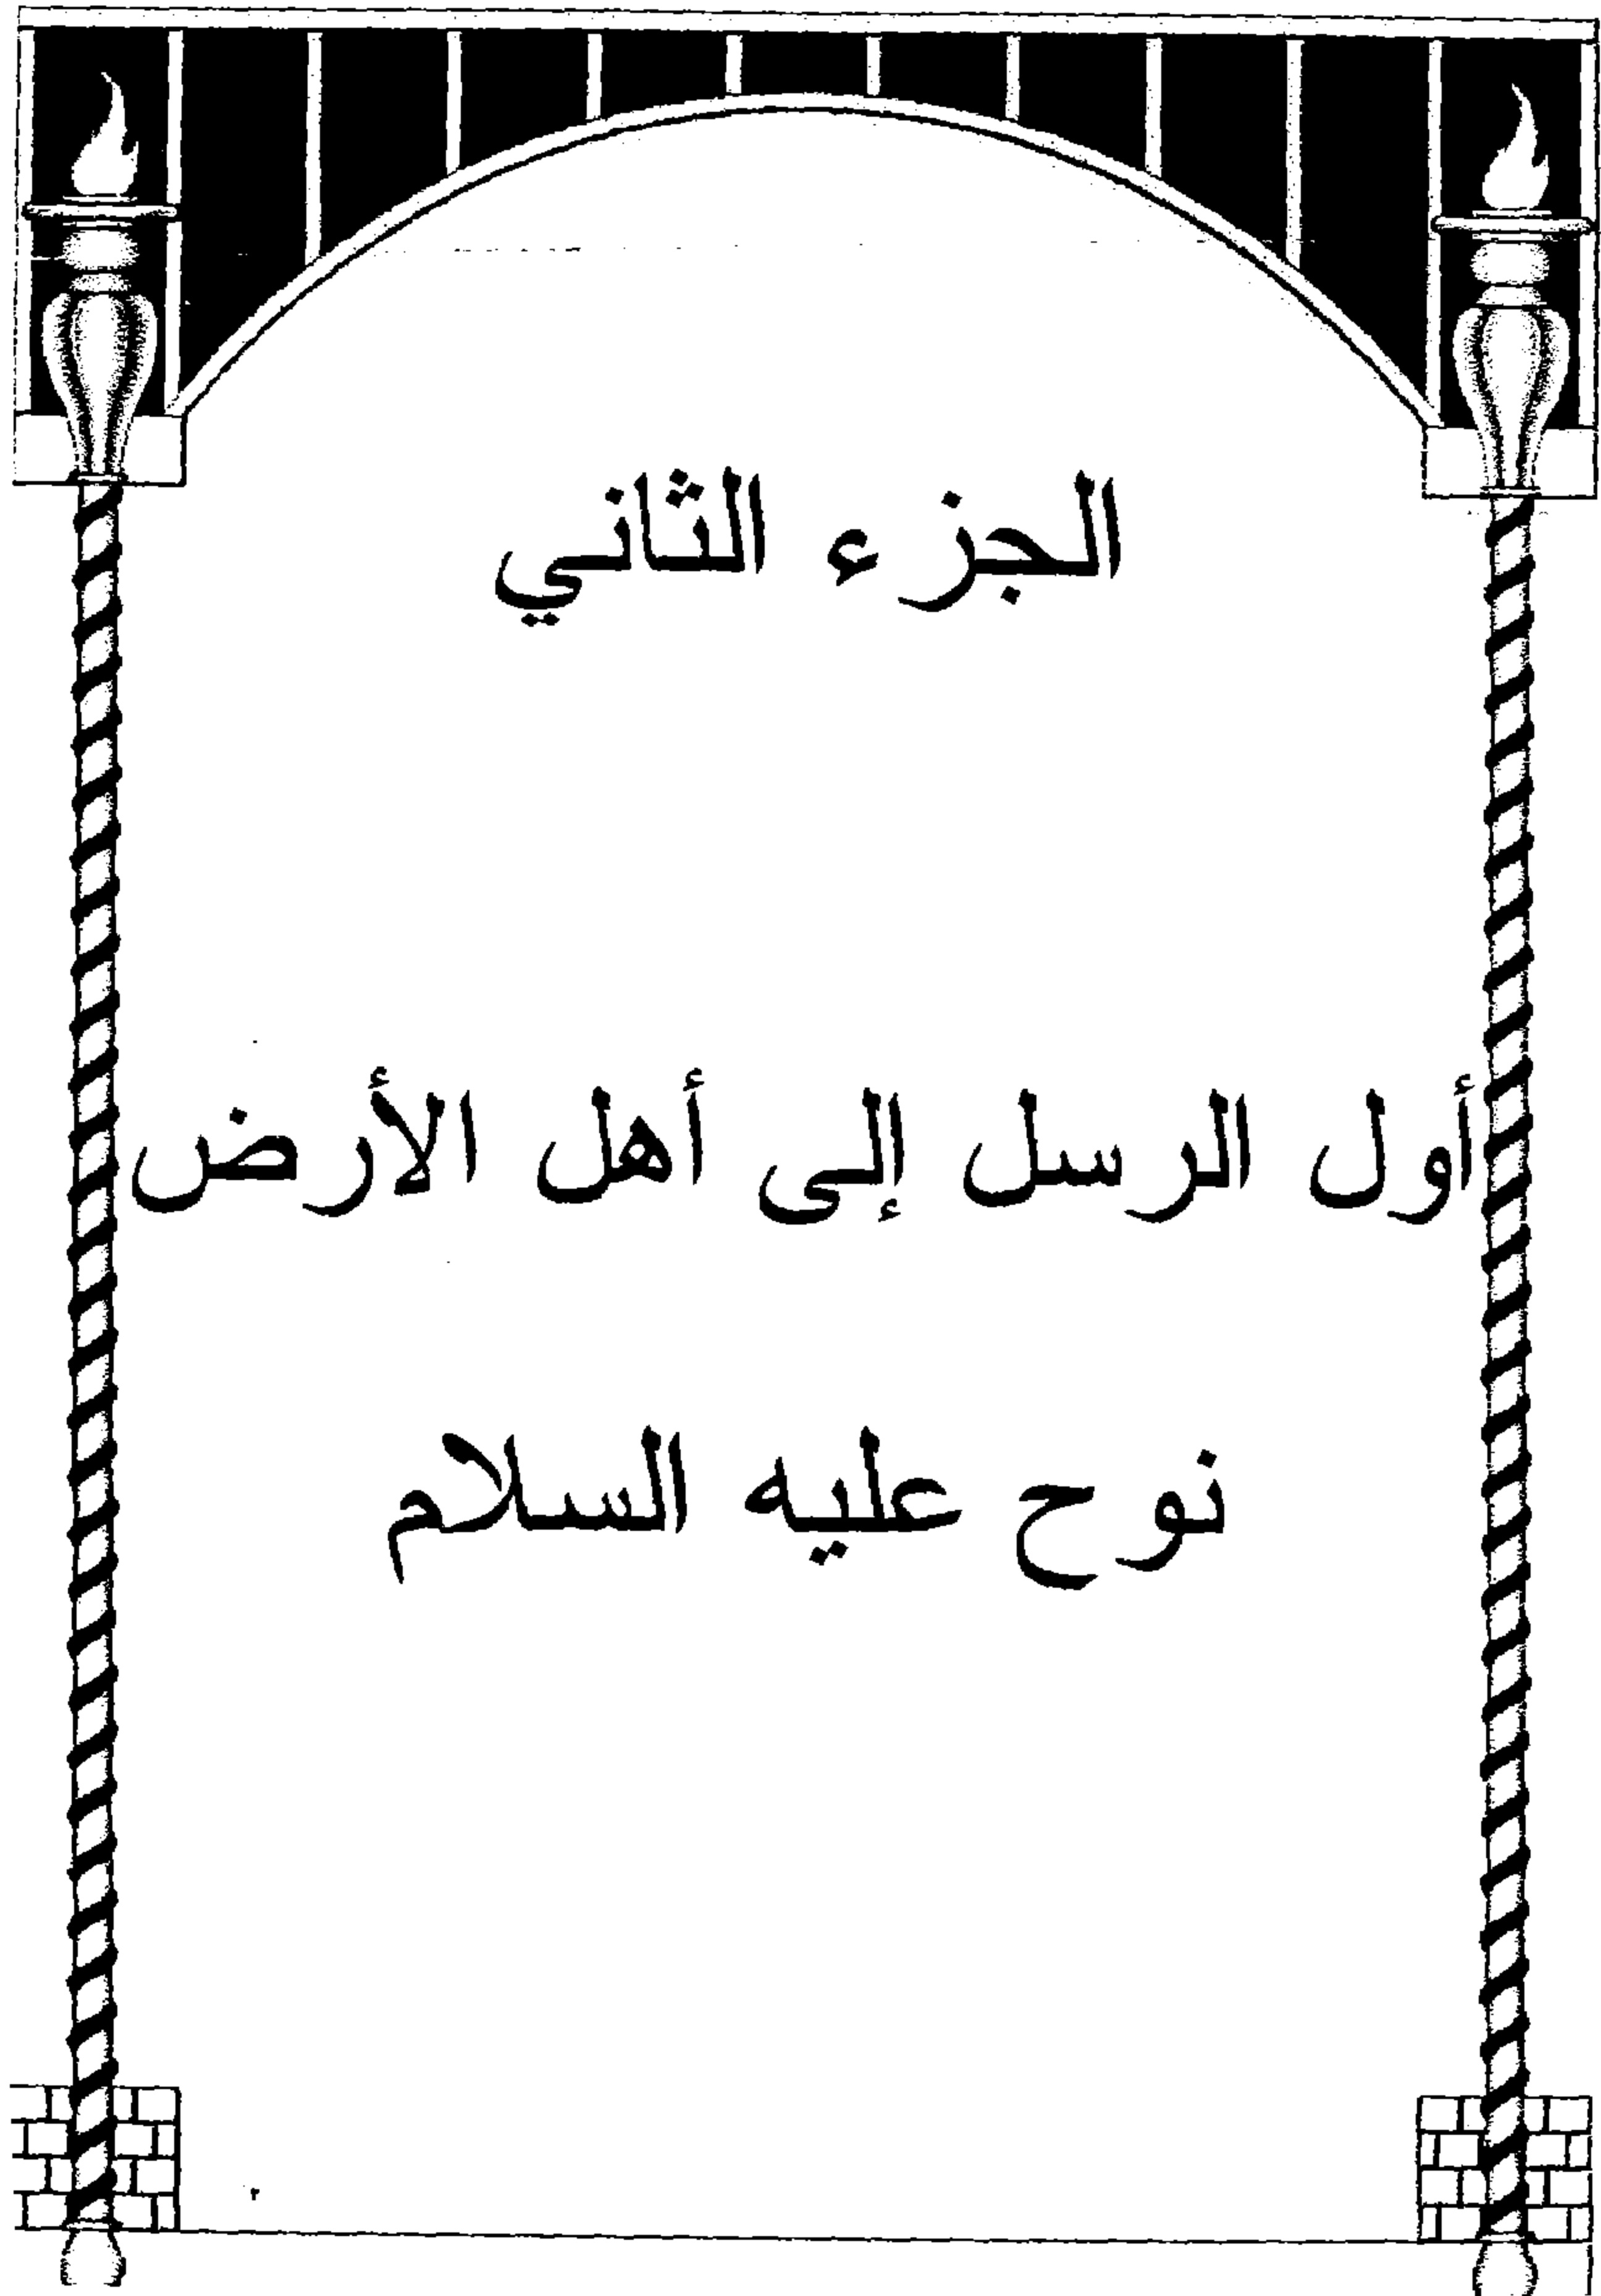 الجزء الثاني
أول الرسل إلى أهل الأرض
نوح عليه السلام